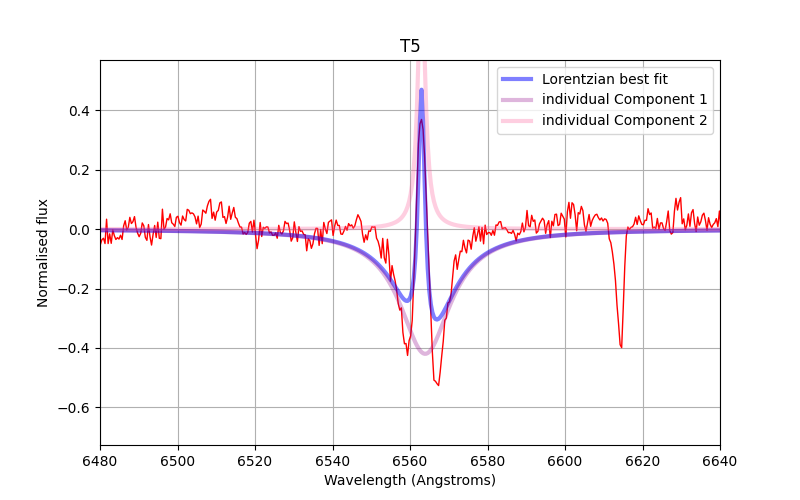 T5
Lorentzian best fit
individual Component 1
individual Component 2
Normalised flux
0.4
0.2
0.0
−0.2
−0.4
−0.6
6480 6500 6520 6540 6560 6580 6600 6620 6640
Wavelength (Angstroms)